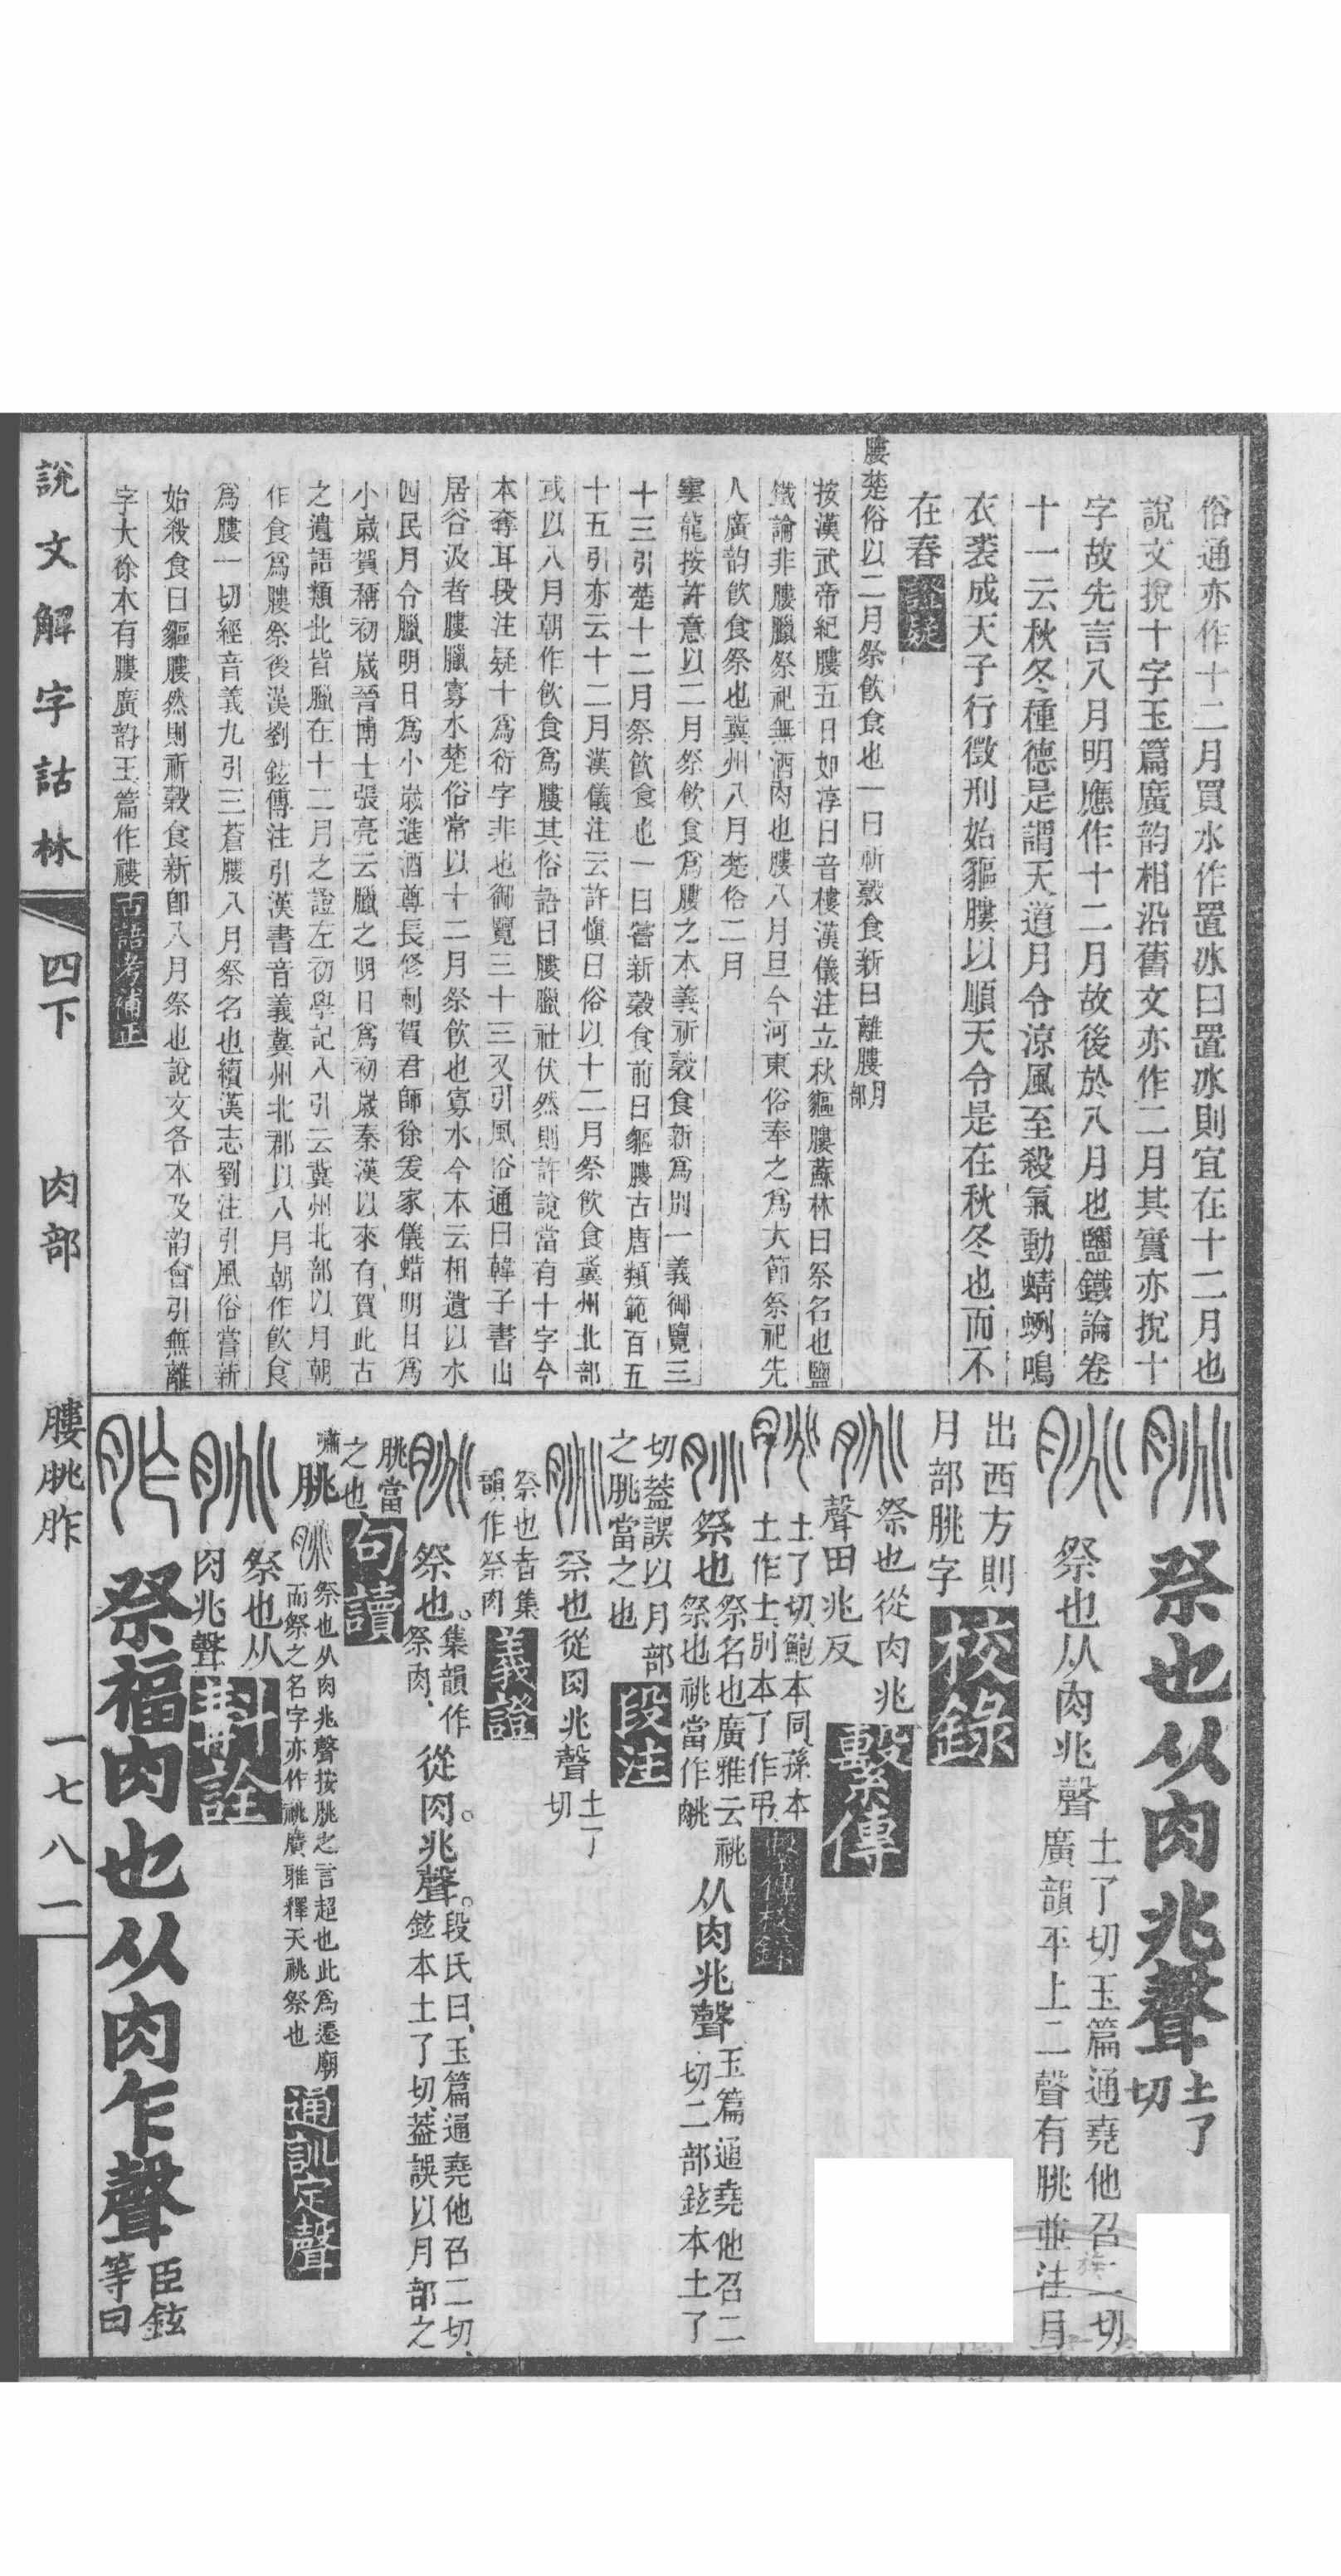 俗通亦作十二月買水作置冰曰置冰則宜在十二月也
說文挩十字玉篇廣韵相沿舊文亦作二月其實亦挩十
字故先言八月明應作十二月故後於八月也鹽鐵論卷
十一云秋冬種德是謂天道月令涼風至殺氣動蜻蛚鳴
衣裘成天子行微刑始貙膢以順天令是在秋冬也而不
在春證疑
膢楚俗以二月祭飲食也一曰祈穀食新曰離膢月部
按漢武帝紀膢五日如淳曰音樓漢儀注立秋貙膢蘇林曰祭名也鹽
鐵論非膢臘祭祀無酒肉也膢八月旦今河東俗奉之爲大節祭祀先
人廣韵飲食祭也冀州八月楚俗二月
雲龍按許意以二月祭飲食爲膢之本義祈穀食新爲別一義御覽三
十三引楚十二月祭飲食也一曰嘗新穀食前曰貙膢古唐類範百五
十五引亦云十二月漢儀注云許愼曰俗以十二月祭飲食冀州北部
或以八月朝作飲食爲膢其俗語曰膢臘社伏然則許說當有十字今
本奪耳段注疑十爲衍字非也御覽三十三又引風俗通曰韓子書山
居谷汲者膢臘寡水楚俗常以十二月祭飲也寡水今本云相遺以水
四民月令臘明日爲小歲進酒尊長修刺賀君師徐爰家儀蜡明日爲
小歲賀稱初歲晉博士張亮云臘之明日爲初歲秦漢以來有賀此古
之遺語類此皆臘在十二月之證左初學記八引云冀州北部以月朝
作食爲膢祭後漢劉鉉傳注引漢書音義冀州北郡以八月朝作飲食
爲膢一切經音義九引三蒼膢八月祭名也續漢志劉注引風俗嘗新
始殺食曰貙膢然則祈穀食新卽八月祭也說文各本及韵會引無離
字大徐本有膢廣韵王篇作𧞤古語考補正
祭也从肉兆聲土了切
祭也从肉兆聲土了切玉篇通堯他召二切
廣韻平上二聲有脁並注月
出西方則
月部朓字校錄
祭也從肉兆
聲田兆反繫傳
土了切鮑本同孫本
土作士別本了作弔繫傳校錄
祭也祭名也廣雅云祧
祭也祧當作脁从肉兆聲玉篇通堯他召二
切二部鉉本土了
切葢誤以月部
之朓當之也段注
祭也從肉兆聲土了切
祭也者集
韻作祭肉義證
祭也。集韻作祭肉、從肉兆聲。段氏曰、玉篇通堯他召二切、
鉉本土了切、葢誤以月部之
朓當
之也、句讀
嘯脁祭也从肉兆聲按脁之言超也此爲遷廟
而祭之名字亦作祧廣雅釋天祧祭也通訓定聲
祭也从
肉兆聲斠詮
祭福肉也从肉乍聲臣鉉
等曰
說文解字詁林
四下
肉部
膢脁胙
一七八一